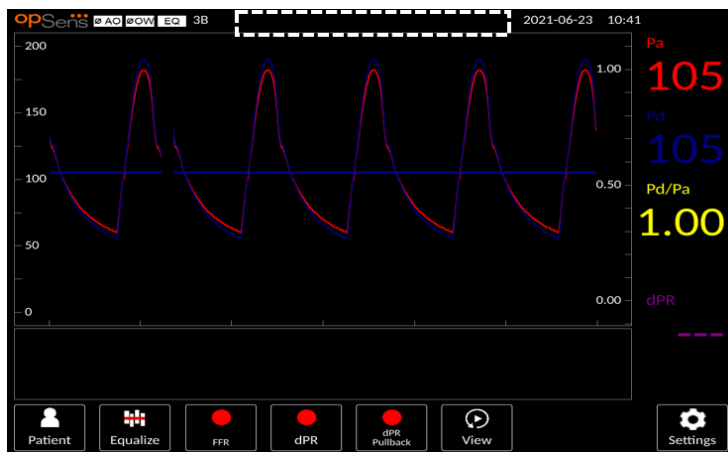 opSens ø AO ø OW EQ 3B 2021-06-23 10:41
200
150
100
50
0
1.00
0.50
0.00
Pa
105
Pd
105
Pd/Pa
1.00
dPR
---
Patient
Equalize
FFR
dPR
dPR
Pullback
View
Settings